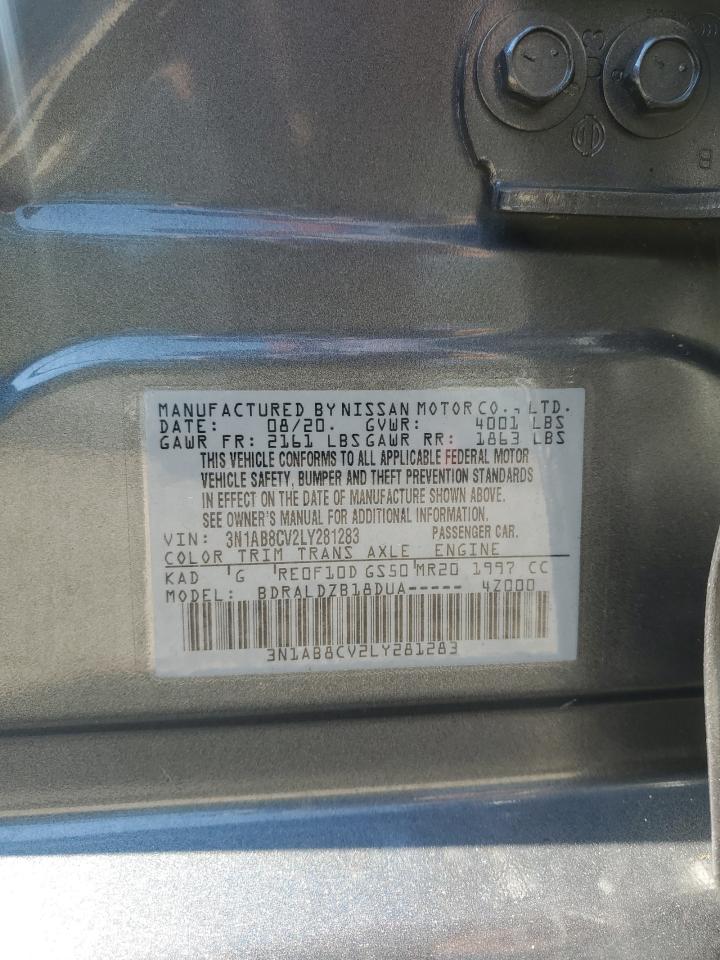 MANUFACTURED BY NISSAN MOTOR CO., LTD.
DATE: 08/20. GVWR: 4001 LBS
GAWR FR: 2161 LBS GAWR RR: 1863 LBS
THIS VEHICLE CONFORMS TO ALL APPLICABLE FEDERAL MOTOR
VEHICLE SAFETY, BUMPER AND THEFT PREVENTION STANDARDS
IN EFFECT ON THE DATE OF MANUFACTURE SHOWN ABOVE.
SEE OWNER'S MANUAL FOR ADDITIONAL INFORMATION.
VIN: 3N1AB8CV2LY281283 PASSENGER CAR.
COLOR TRIM TRANS AXLE ENGINE
KAD G RE0F10D GS50 MR20 1997 CC
MODEL: BDRALDZB18DUA----- 4Z000
3N1AB8CV2LY281283